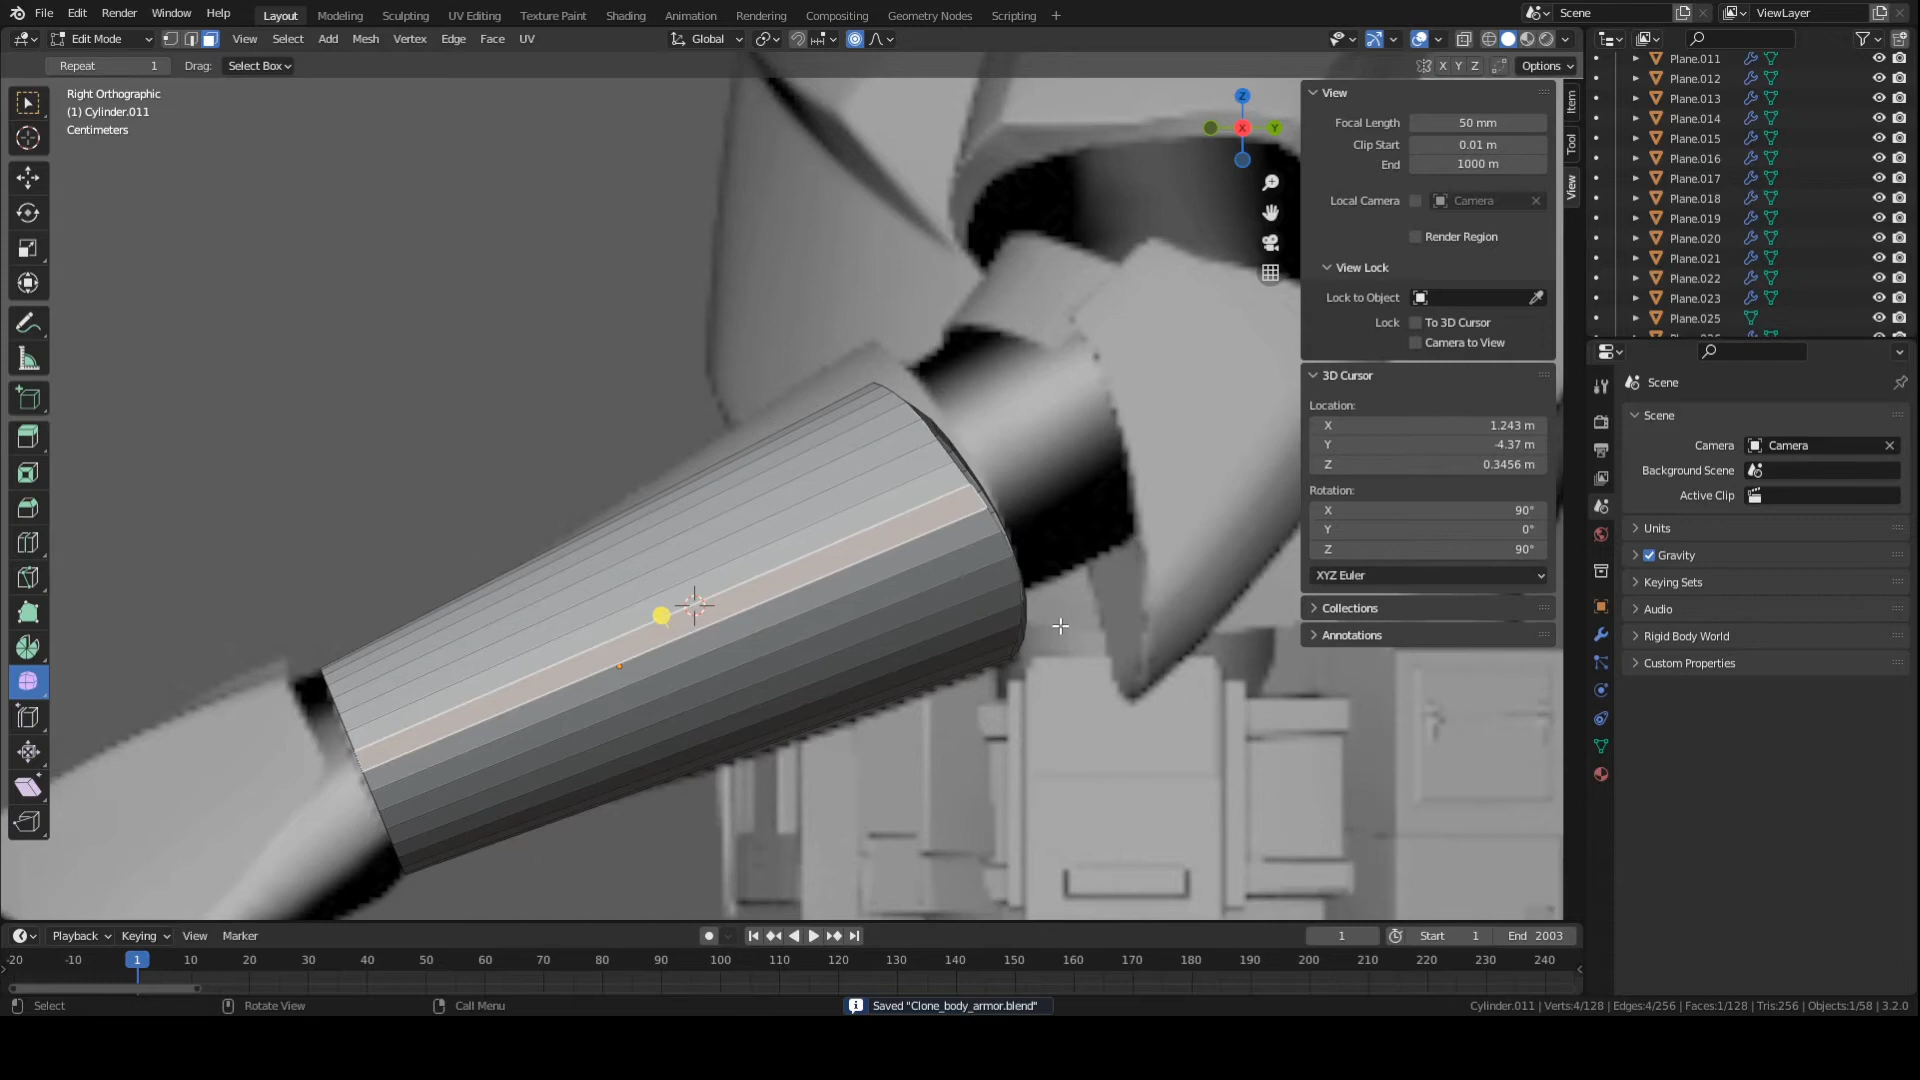 File Edit Render Window Help Layout Modeling Sculpting UV Editing Texture Paint Shading Animation Rendering Compositing Geometry Nodes Scripting + Scene ViewLayer
Edit Mode View Select Add Mesh Vertex Edge Face UV Global
Repeat 1 Drag: Select Box X Y Z Options
Right Orthographic
(1) Cylinder.011
Centimeters
Z
X
Y
View
Focal Length 50 mm
Clip Start 0.01 m
End 1000 m
Local Camera Camera
Render Region
View Lock
Lock to Object
Lock To 3D Cursor
Camera to View
3D Cursor
Location:
X 1.243 m
Y -4.37 m
Z 0.3456 m
Rotation:
X 90°
Y 0°
Z 90°
XYZ Euler
Collections
Annotations
Item
Tool
View
Plane.011
Plane.012
Plane.013
Plane.014
Plane.015
Plane.016
Plane.017
Plane.018
Plane.019
Plane.020
Plane.021
Plane.022
Plane.023
Plane.025
Scene
Scene
Camera Camera
Background Scene
Active Clip
Units
Gravity
Keying Sets
Audio
Rigid Body World
Custom Properties
Playback Keying View Marker 1 Start 1 End 2003
-20 -10 1 10 20 30 40 50 60 70 80 90 100 110 120 130 140 150 160 170 180 190 200 210 220 230 240
Select Rotate View Call Menu Saved "Clone_body_armor.blend" Cylinder.011 | Verts:4/128 | Edges:4/256 | Faces:1/128 | Tris:256 | Objects:1/58 | 3.2.0